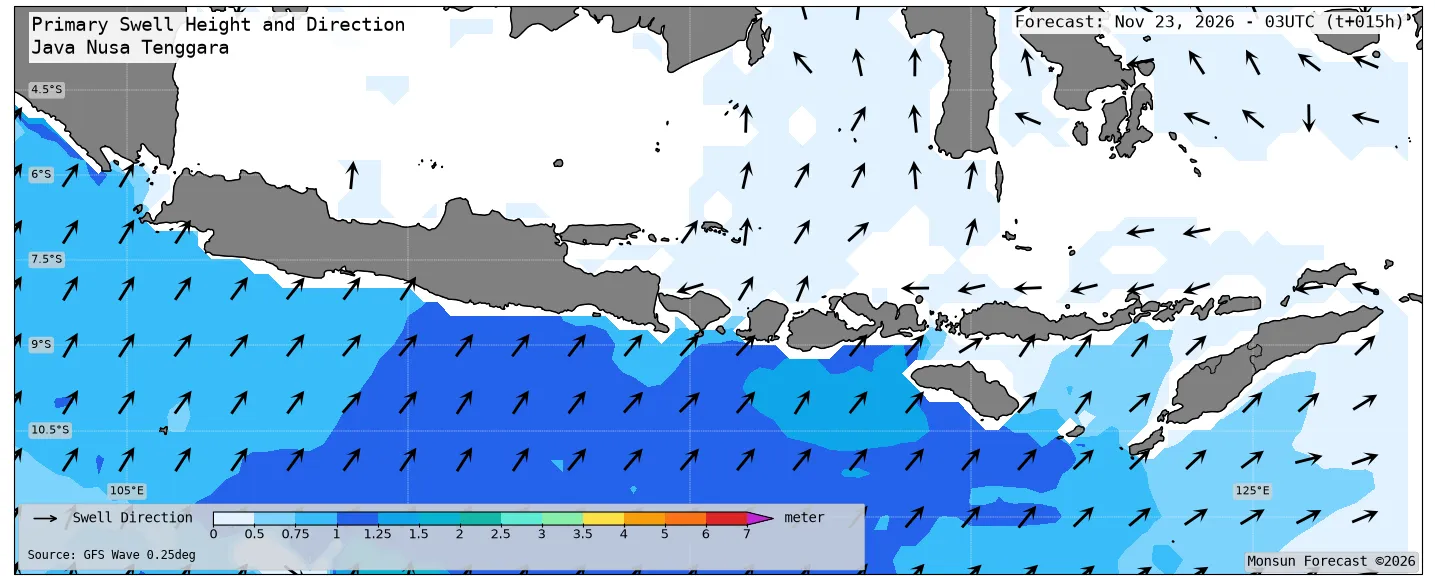 Primary Swell Height and Direction
Java Nusa Tenggara
Forecast: Nov 23, 2026 - 03UTC (t+015h)
4.5°S
6°S
7.5°S
9°S
10.5°S
105°E
125°E
Swell Direction
0 0.5 0.75 1 1.25 1.5 2 2.5 3 3.5 4 5 6 7
meter
Source: GFS Wave 0.25deg
Monsun Forecast ©2026